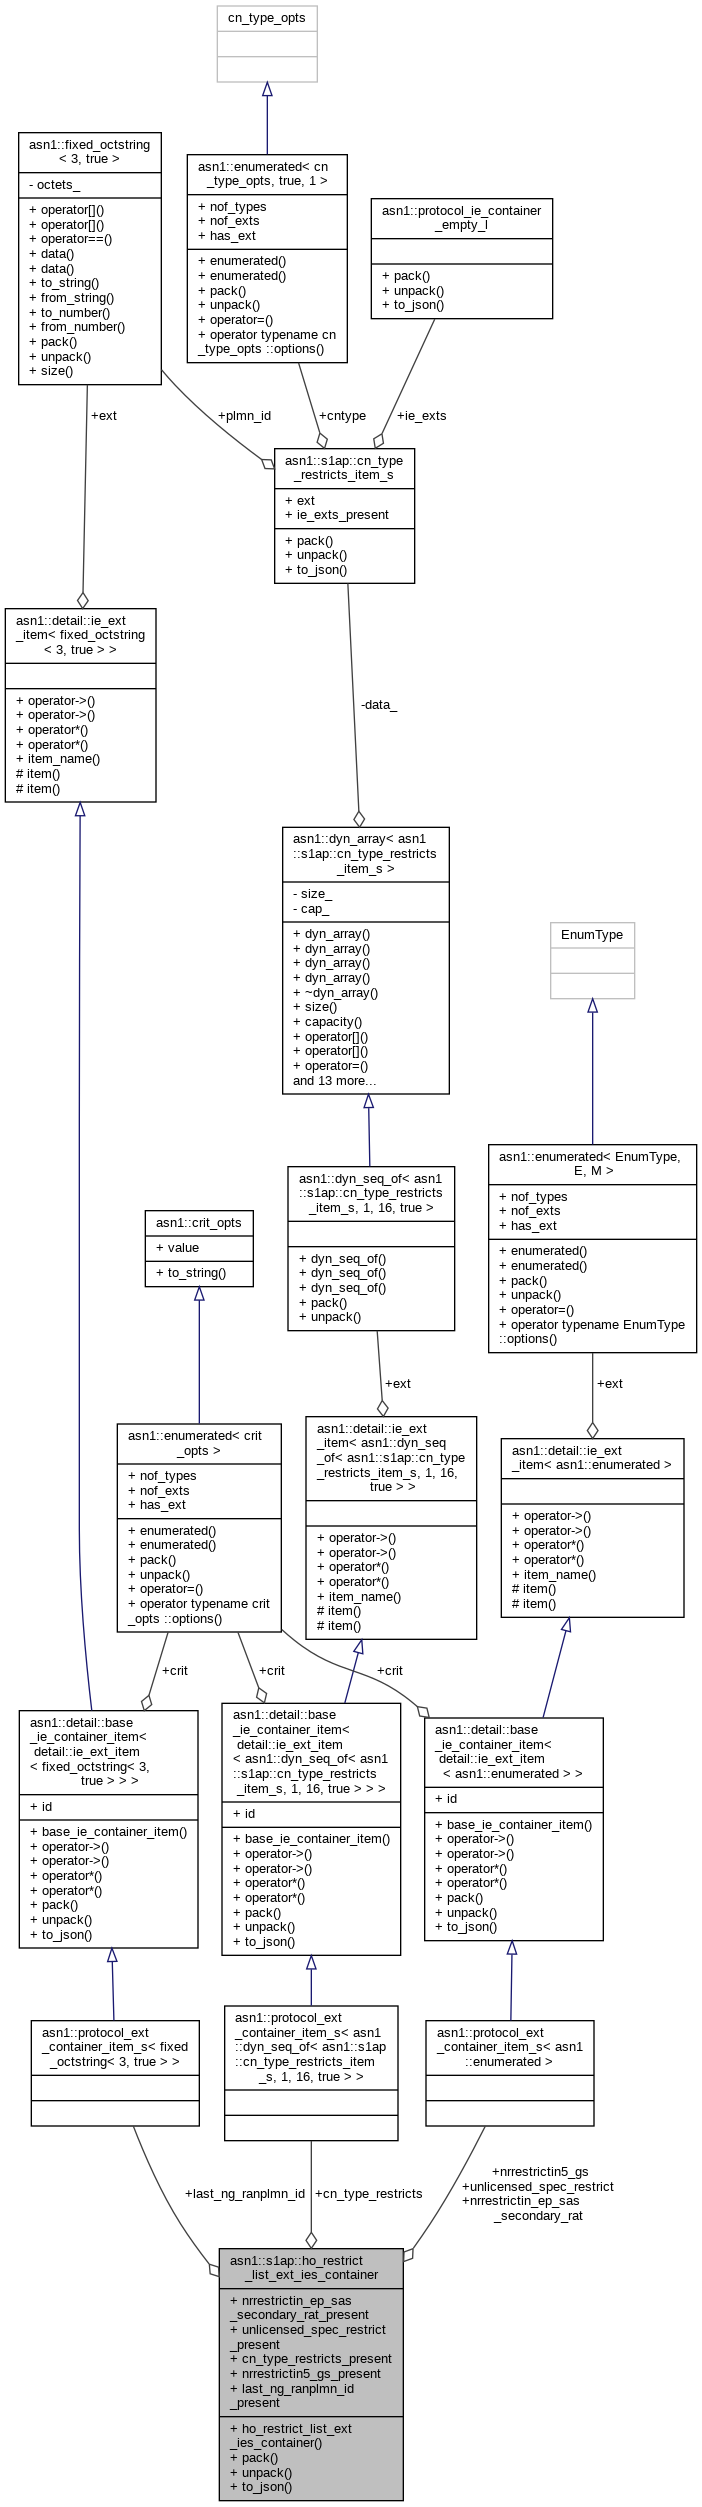 cn_type_opts
asn1::fixed_octstring
< 3, true >
- octets_
+ operator[]()
+ operator[]()
+ operator==()
+ data()
+ data()
+ to_string()
+ from_string()
+ to_number()
+ from_number()
+ pack()
+ unpack()
+ size()
asn1::enumerated< cn
_type_opts, true, 1 >
+ nof_types
+ nof_exts
+ has_ext
+ enumerated()
+ enumerated()
+ pack()
+ unpack()
+ operator=()
+ operator typename cn
_type_opts ::options()
asn1::protocol_ie_container
_empty_l
+ pack()
+ unpack()
+ to_json()
+ext
+plmn_id
+cntype
+ie_exts
asn1::s1ap::cn_type
_restricts_item_s
+ ext
+ ie_exts_present
+ pack()
+ unpack()
+ to_json()
asn1::detail::ie_ext
_item< fixed_octstring
< 3, true > >
+ operator->()
+ operator->()
+ operator*()
+ operator*()
+ item_name()
# item()
# item()
-data_
asn1::dyn_array< asn1
::s1ap::cn_type_restricts
_item_s >
- size_
- cap_
+ dyn_array()
+ dyn_array()
+ dyn_array()
+ dyn_array()
+ ~dyn_array()
+ size()
+ capacity()
+ operator[]()
+ operator[]()
+ operator=()
and 13 more...
EnumType
asn1::enumerated< EnumType,
E, M >
+ nof_types
+ nof_exts
+ has_ext
+ enumerated()
+ enumerated()
+ pack()
+ unpack()
+ operator=()
+ operator typename EnumType
::options()
asn1::dyn_seq_of< asn1
::s1ap::cn_type_restricts
_item_s, 1, 16, true >
+ dyn_seq_of()
+ dyn_seq_of()
+ dyn_seq_of()
+ pack()
+ unpack()
asn1::crit_opts
+ value
+ to_string()
+ext
+ext
asn1::enumerated< crit
_opts >
+ nof_types
+ nof_exts
+ has_ext
+ enumerated()
+ enumerated()
+ pack()
+ unpack()
+ operator=()
+ operator typename crit
_opts ::options()
asn1::detail::ie_ext
_item< asn1::dyn_seq
_of< asn1::s1ap::cn_type
_restricts_item_s, 1, 16,
true > >
+ operator->()
+ operator->()
+ operator*()
+ operator*()
+ item_name()
# item()
# item()
asn1::detail::ie_ext
_item< asn1::enumerated >
+ operator->()
+ operator->()
+ operator*()
+ operator*()
+ item_name()
# item()
# item()
+crit
+crit
+crit
asn1::detail::base
_ie_container_item<
detail::ie_ext_item
< fixed_octstring< 3,
true > > >
+ id
+ base_ie_container_item()
+ operator->()
+ operator->()
+ operator*()
+ operator*()
+ pack()
+ unpack()
+ to_json()
asn1::detail::base
_ie_container_item<
detail::ie_ext_item
< asn1::dyn_seq_of< asn1
::s1ap::cn_type_restricts
_item_s, 1, 16, true > > >
+ id
+ base_ie_container_item()
+ operator->()
+ operator->()
+ operator*()
+ operator*()
+ pack()
+ unpack()
+ to_json()
asn1::detail::base
_ie_container_item<
detail::ie_ext_item
< asn1::enumerated > >
+ id
+ base_ie_container_item()
+ operator->()
+ operator->()
+ operator*()
+ operator*()
+ pack()
+ unpack()
+ to_json()
asn1::protocol_ext
_container_item_s< fixed
_octstring< 3, true > >
asn1::protocol_ext
_container_item_s< asn1
::dyn_seq_of< asn1::s1ap
::cn_type_restricts_item
_s, 1, 16, true > >
asn1::protocol_ext
_container_item_s< asn1
::enumerated >
+last_ng_ranplmn_id
+cn_type_restricts
+nrrestrictin5_gs
+unlicensed_spec_restrict
+nrrestrictin_ep_sas
_secondary_rat
asn1::s1ap::ho_restrict
_list_ext_ies_container
+ nrrestrictin_ep_sas
_secondary_rat_present
+ unlicensed_spec_restrict
_present
+ cn_type_restricts_present
+ nrrestrictin5_gs_present
+ last_ng_ranplmn_id
_present
+ ho_restrict_list_ext
_ies_container()
+ pack()
+ unpack()
+ to_json()